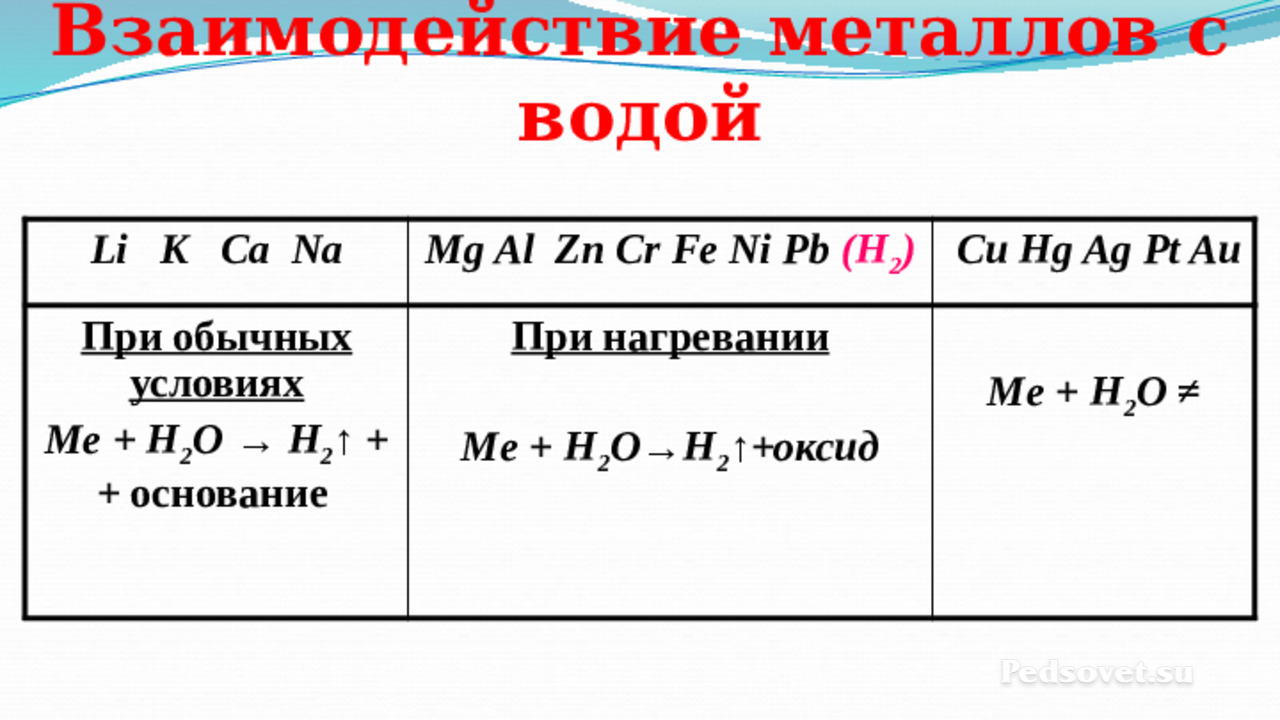 Взаимодействие металлов с
водой
Li K Ca Na
Mg Al Zn Cr Fe Ni Pb (H₂)
Cu Hg Ag Pt Au
При обычных
условиях
Me + H₂O → H₂↑ +
+ основание
При нагревании
Me + H₂O→H₂↑+оксид
Me + H₂O ≠
Pedsovet.su